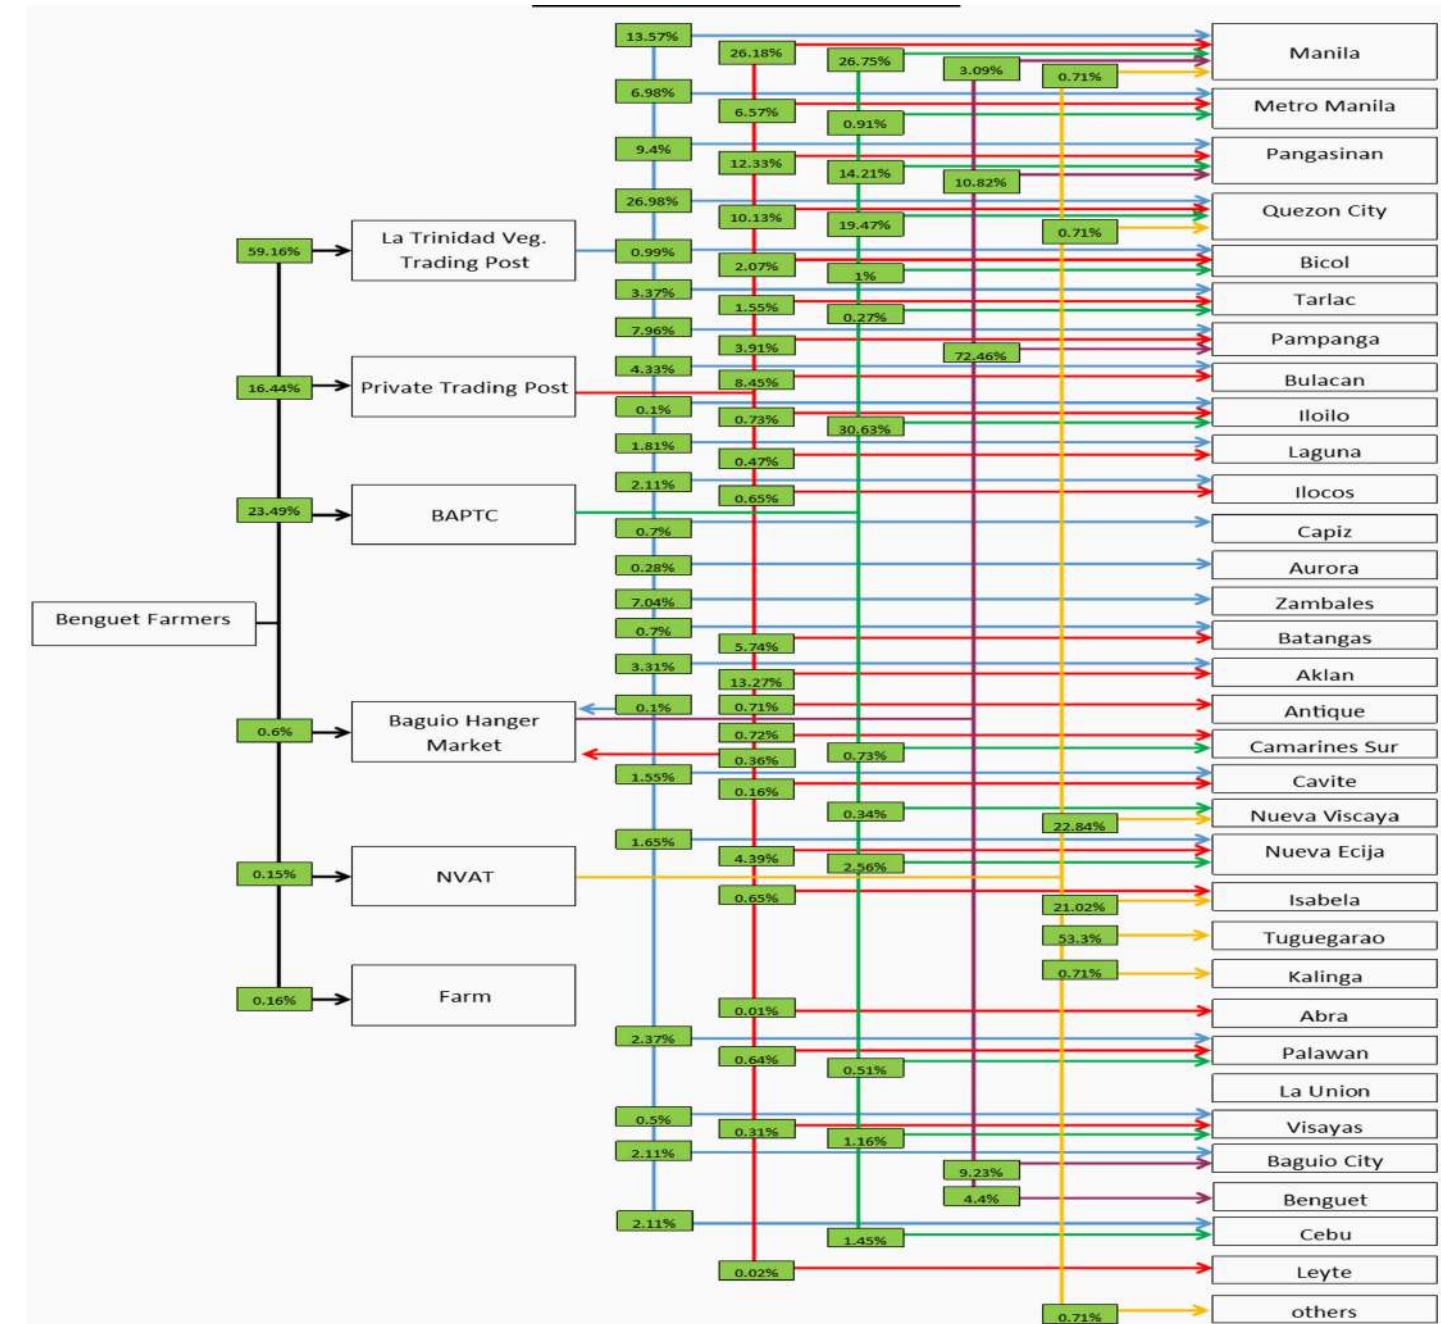 13.57%
26.18%
26.75%
3.09%
0.71%
Manila
6.98%
6.57%
0.91%
Metro Manila
9.4%
12.33%
14.21%
10.82%
Pangasinan
26.98%
10.13%
19.47%
0.71%
Quezon City
59.16%
La Trinidad Veg.
Trading Post
0.99%
2.07%
1%
Bicol
3.37%
1.55%
0.27%
Tarlac
7.96%
3.91%
72.46%
Pampanga
16.44%
Private Trading Post
4.33%
8.45%
Bulacan
0.1%
0.73%
30.63%
Iloilo
1.81%
0.47%
Laguna
2.11%
0.65%
Ilocos
23.49%
BAPTC
0.7%
Capiz
0.28%
Aurora
7.04%
Zambales
Benguet Farmers
0.7%
5.74%
Batangas
3.31%
13.27%
Aklan
0.6%
Baguio Hanger
Market
0.1%
0.71%
Antique
0.72%
0.73%
Camarines Sur
0.36%
1.55%
0.16%
Cavite
0.34%
22.84%
Nueva Viscaya
1.65%
4.39%
2.56%
Nueva Ecija
0.15%
NVAT
0.65%
21.02%
Isabela
53.3%
Tuguegarao
0.71%
Kalinga
0.16%
Farm
0.01%
Abra
2.37%
0.64%
0.51%
Palawan
La Union
0.5%
0.31%
1.16%
Visayas
2.11%
9.23%
Baguio City
4.4%
Benguet
2.11%
1.45%
Cebu
0.02%
Leyte
0.71%
others